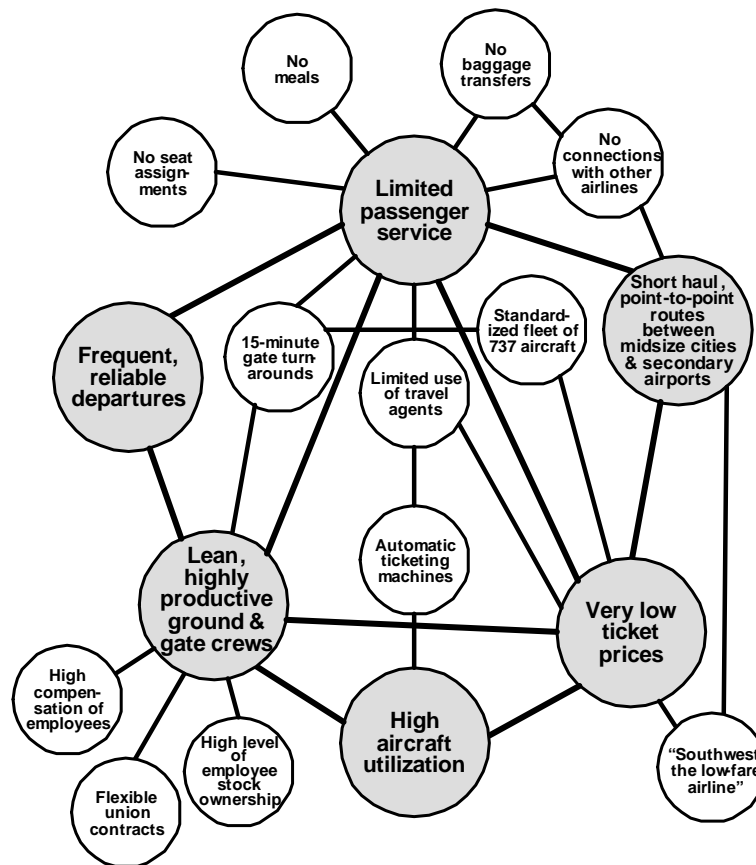 No
meals
No
baggage
transfers
No seat
assign-
ments
No
connections
with other
airlines
Limited
passenger
service
Short haul,
point-to-point
routes
between
midsize cities
& secondary
airports
Frequent,
reliable
departures
15-minute
gate turn-
arounds
Standard-
ized fleet of
737 aircraft
Limited use
of travel
agents
Lean,
highly
productive
ground &
gate crews
Automatic
ticketing
machines
Very low
ticket
prices
High
compen-
sation of
employees
Flexible
union
contracts
High level of
employee
stock
ownership
High
aircraft
utilization
“Southwest,
the low-fare
airline”